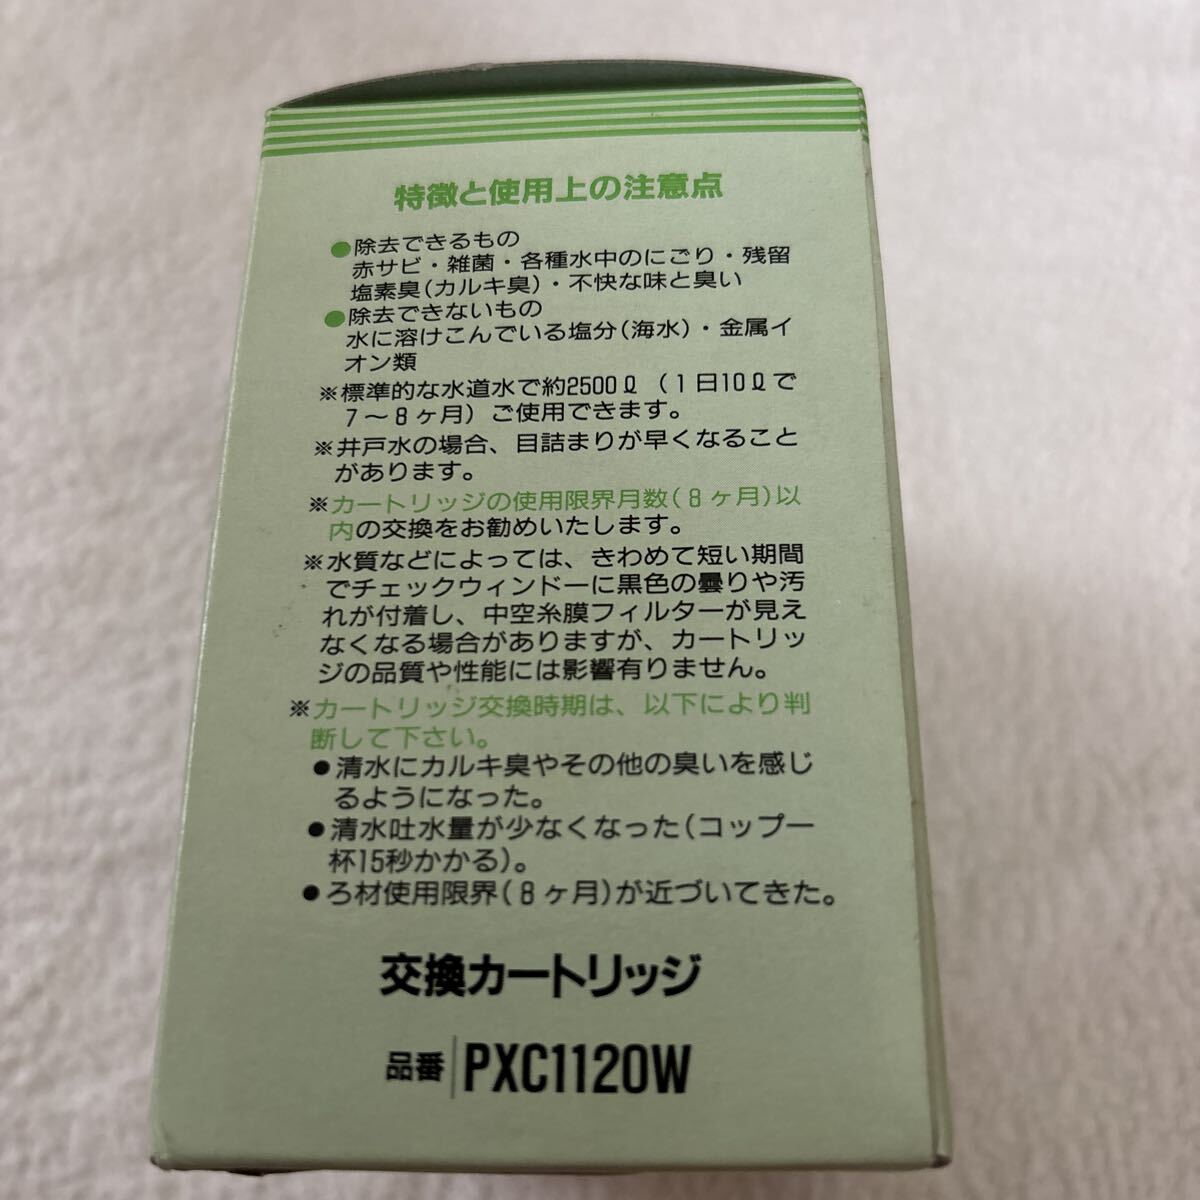 特徴と使用上の注意点
●除去できるもの
赤サビ・雑菌・各種水中のにごり・残留
塩素臭(カルキ臭)・不快な味と臭い
●除去できないもの
水に溶けこんでいる塩分(海水)・金属イ
オン類
※標準的な水道水で約2500ℓ（1日10ℓで
7～8ヶ月）ご使用できます。
※井戸水の場合、目詰まりが早くなること
があります。
※カートリッジの使用限界月数(8ヶ月)以
内の交換をお勧めいたします。
※水質などによっては、きわめて短い期間
でチェックウィンドーに黒色の曇りや汚
れが付着し、中空糸膜フィルターが見え
なくなる場合がありますが、カートリッ
ジの品質や性能には影響有りません。
※カートリッジ交換時期は、以下により判
断して下さい。
●清水にカルキ臭やその他の臭いを感じ
るようになった。
●清水吐水量が少なくなった(コップ一
杯15秒かかる)。
●ろ材使用限界(8ヶ月)が近づいてきた。
交換カートリッジ
品番 PXC1120W